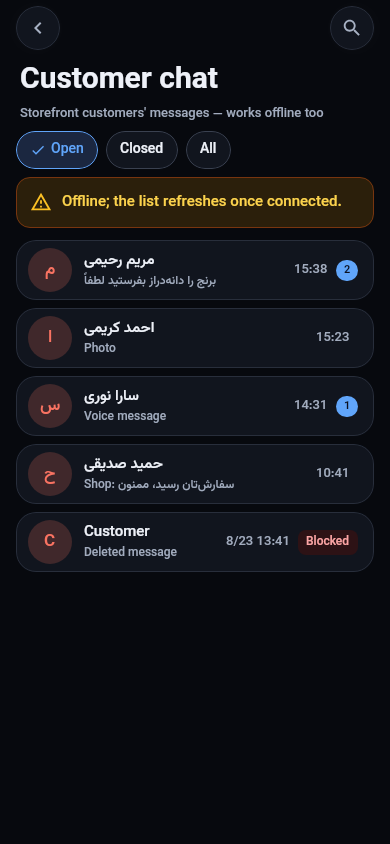 Customer chat
Storefront customers' messages — works offline too
Open
Closed
All
Offline; the list refreshes once connected.
م
مریم رحیمی
برنج را دانه‌دراز بفرستید لطفاً
15:38
2
ا
احمد کریمی
Photo
15:23
س
سارا نوری
Voice message
14:31
1
ح
حمید صدیقی
Shop: سفارش‌تان رسید، ممنون
10:41
C
Customer
Deleted message
8/23 13:41
Blocked